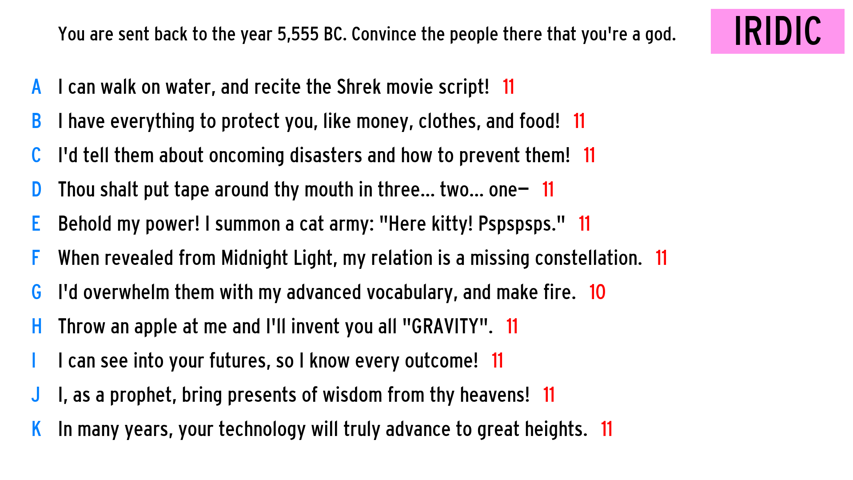 You are sent back to the year 5,555 BC. Convince the people there that you're a god.
IRIDIC
A I can walk on water, and recite the Shrek movie script! 11
B I have everything to protect you, like money, clothes, and food! 11
C I'd tell them about oncoming disasters and how to prevent them! 11
D Thou shalt put tape around thy mouth in three... two... one– 11
E Behold my power! I summon a cat army: "Here kitty! Pspspsps." 11
F When revealed from Midnight Light, my relation is a missing constellation. 11
G I'd overwhelm them with my advanced vocabulary, and make fire. 10
H Throw an apple at me and I'll invent you all "GRAVITY". 11
I I can see into your futures, so I know every outcome! 11
J I, as a prophet, bring presents of wisdom from thy heavens! 11
K In many years, your technology will truly advance to great heights. 11